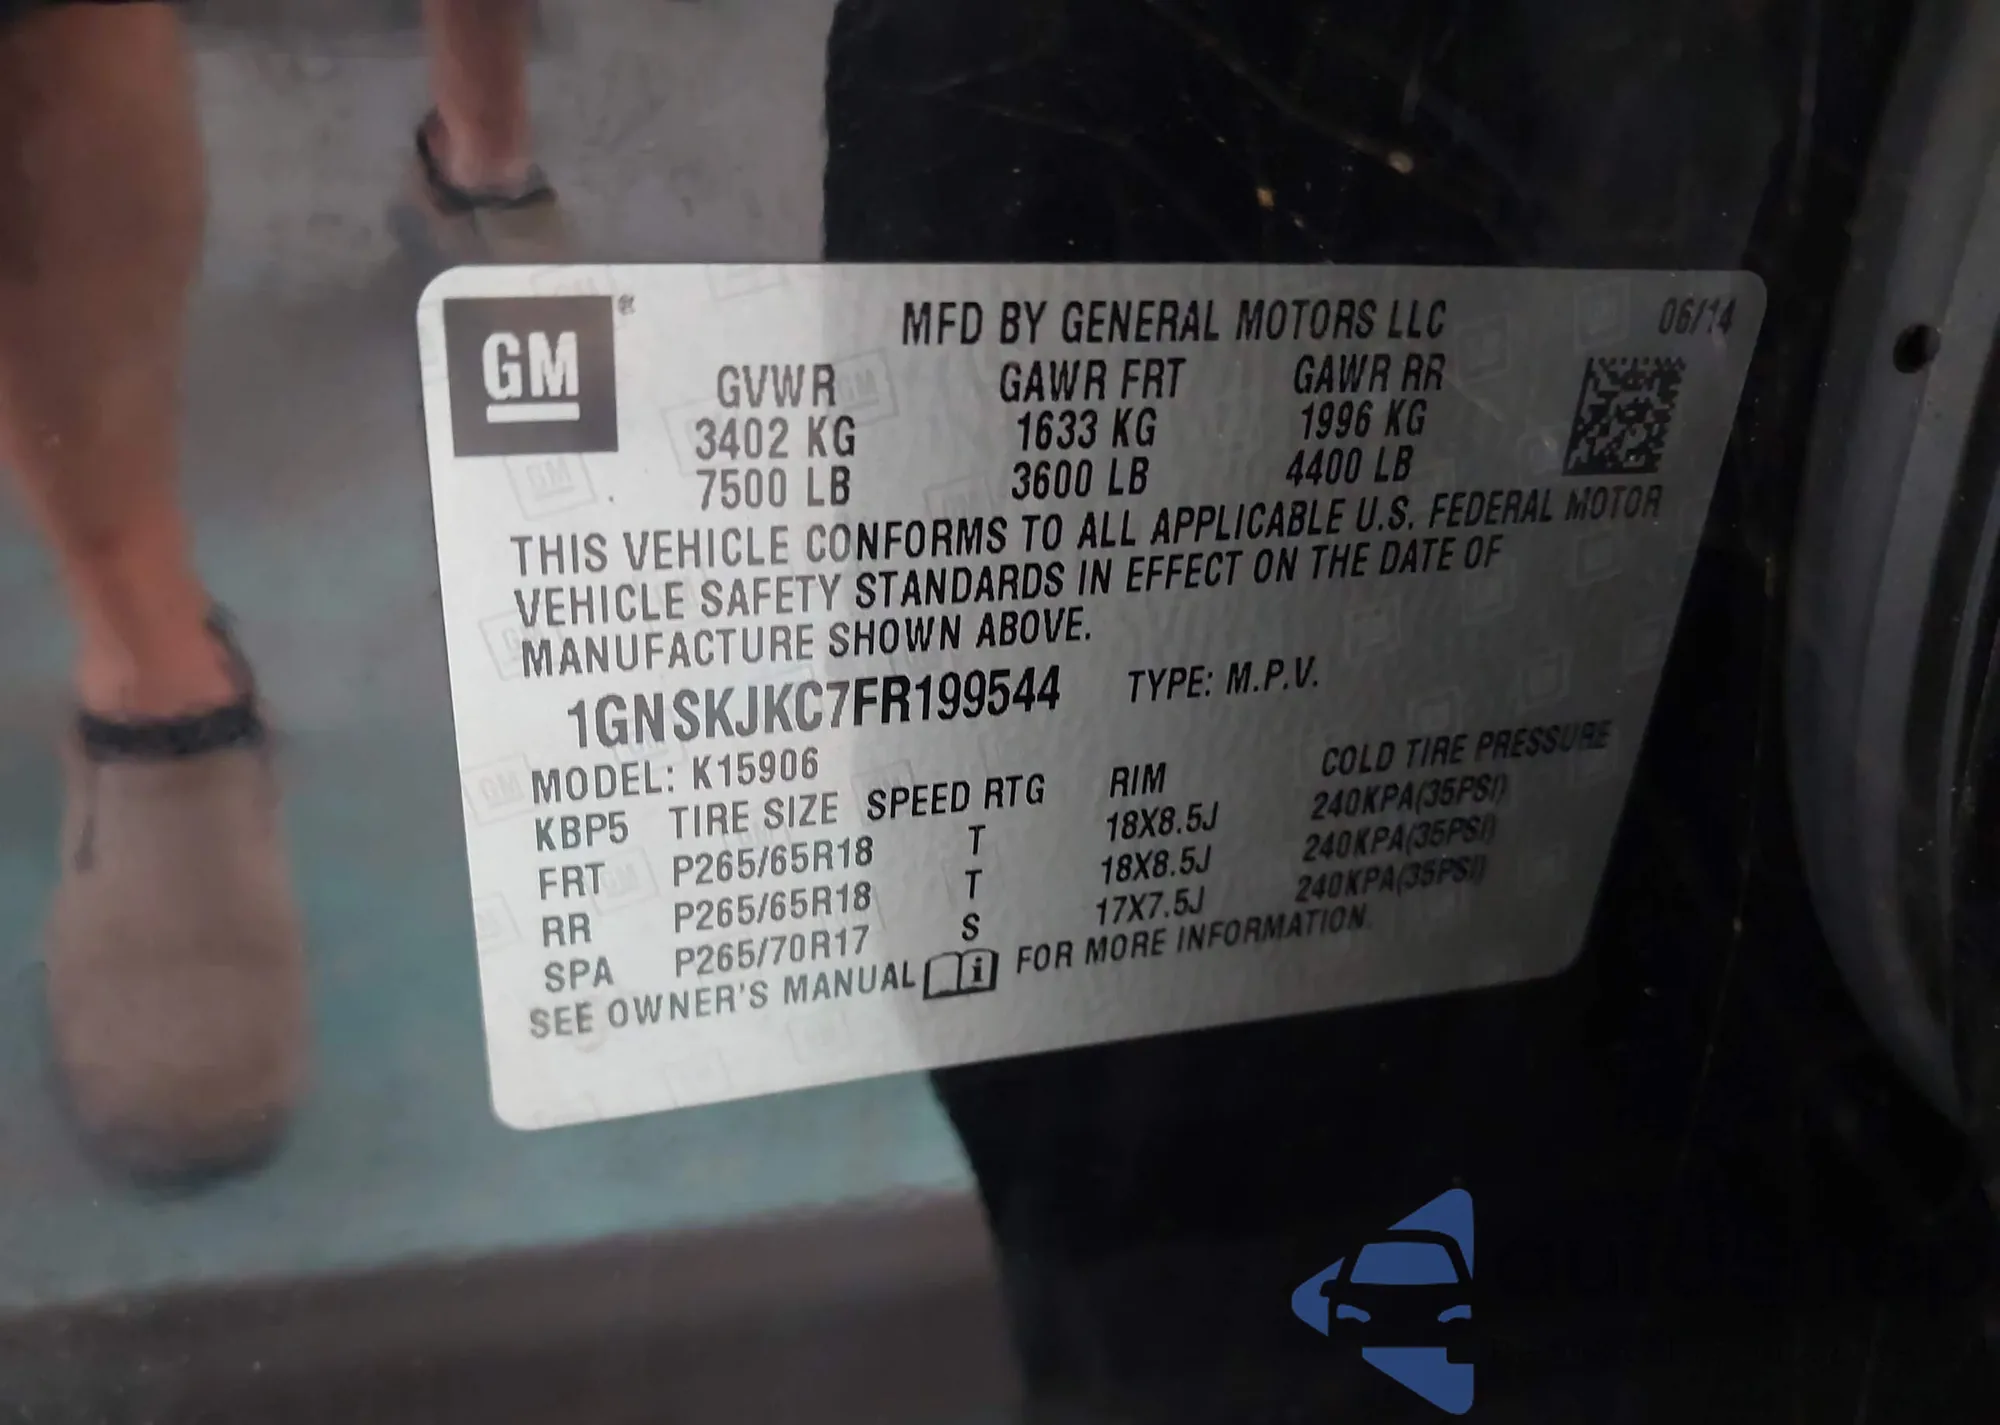 GM ®
MFD BY GENERAL MOTORS LLC 06/14
GVWR GAWR FRT GAWR RR
3402 KG 1633 KG 1996 KG
7500 LB 3600 LB 4400 LB
THIS VEHICLE CONFORMS TO ALL APPLICABLE U.S. FEDERAL MOTOR
VEHICLE SAFETY STANDARDS IN EFFECT ON THE DATE OF
MANUFACTURE SHOWN ABOVE.
1GNSKJKC7FR199544 TYPE: M.P.V.
MODEL: K15906
KBP5 TIRE SIZE SPEED RTG RIM COLD TIRE PRESSURE
FRT P265/65R18 T 18X8.5J 240KPA(35PSI)
RR P265/65R18 T 18X8.5J 240KPA(35PSI)
SPA P265/70R17 S 17X7.5J 240KPA(35PSI)
SEE OWNER'S MANUAL i FOR MORE INFORMATION.